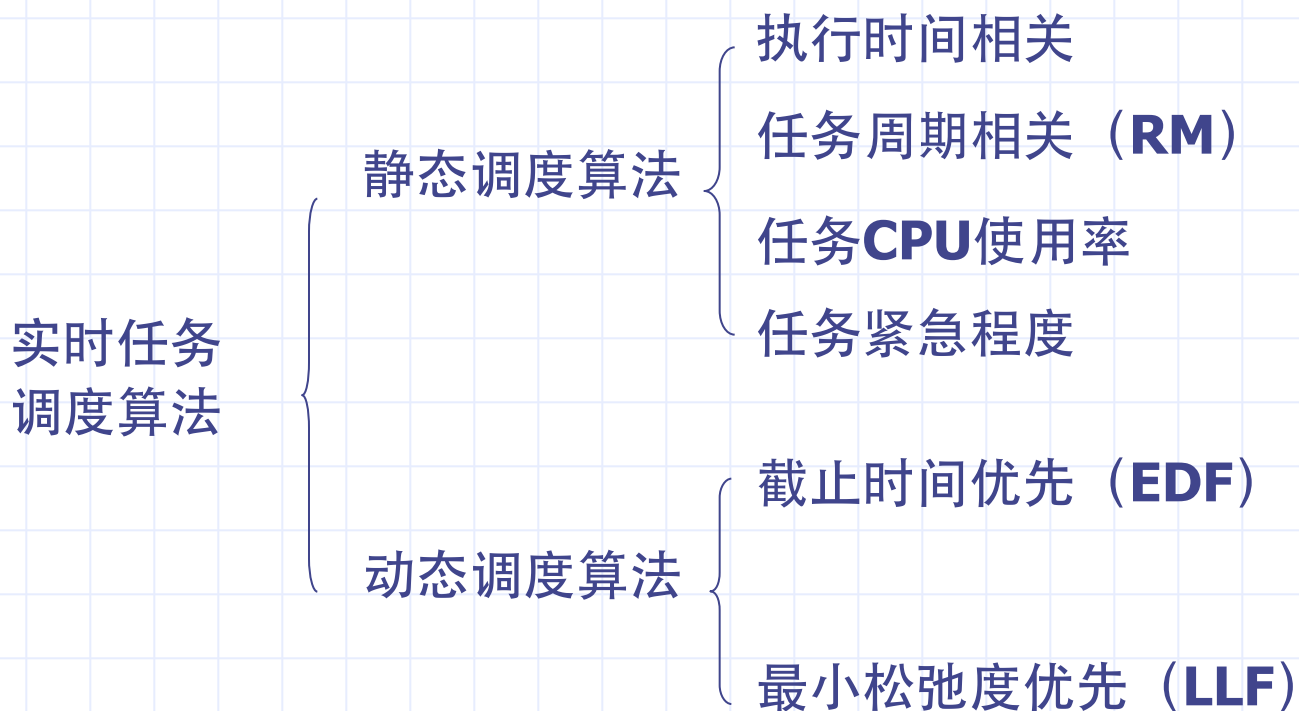 实时任务
调度算法
静态调度算法
执行时间相关
任务周期相关（RM）
任务CPU使用率
任务紧急程度
动态调度算法
截止时间优先（EDF）
最小松弛度优先（LLF）